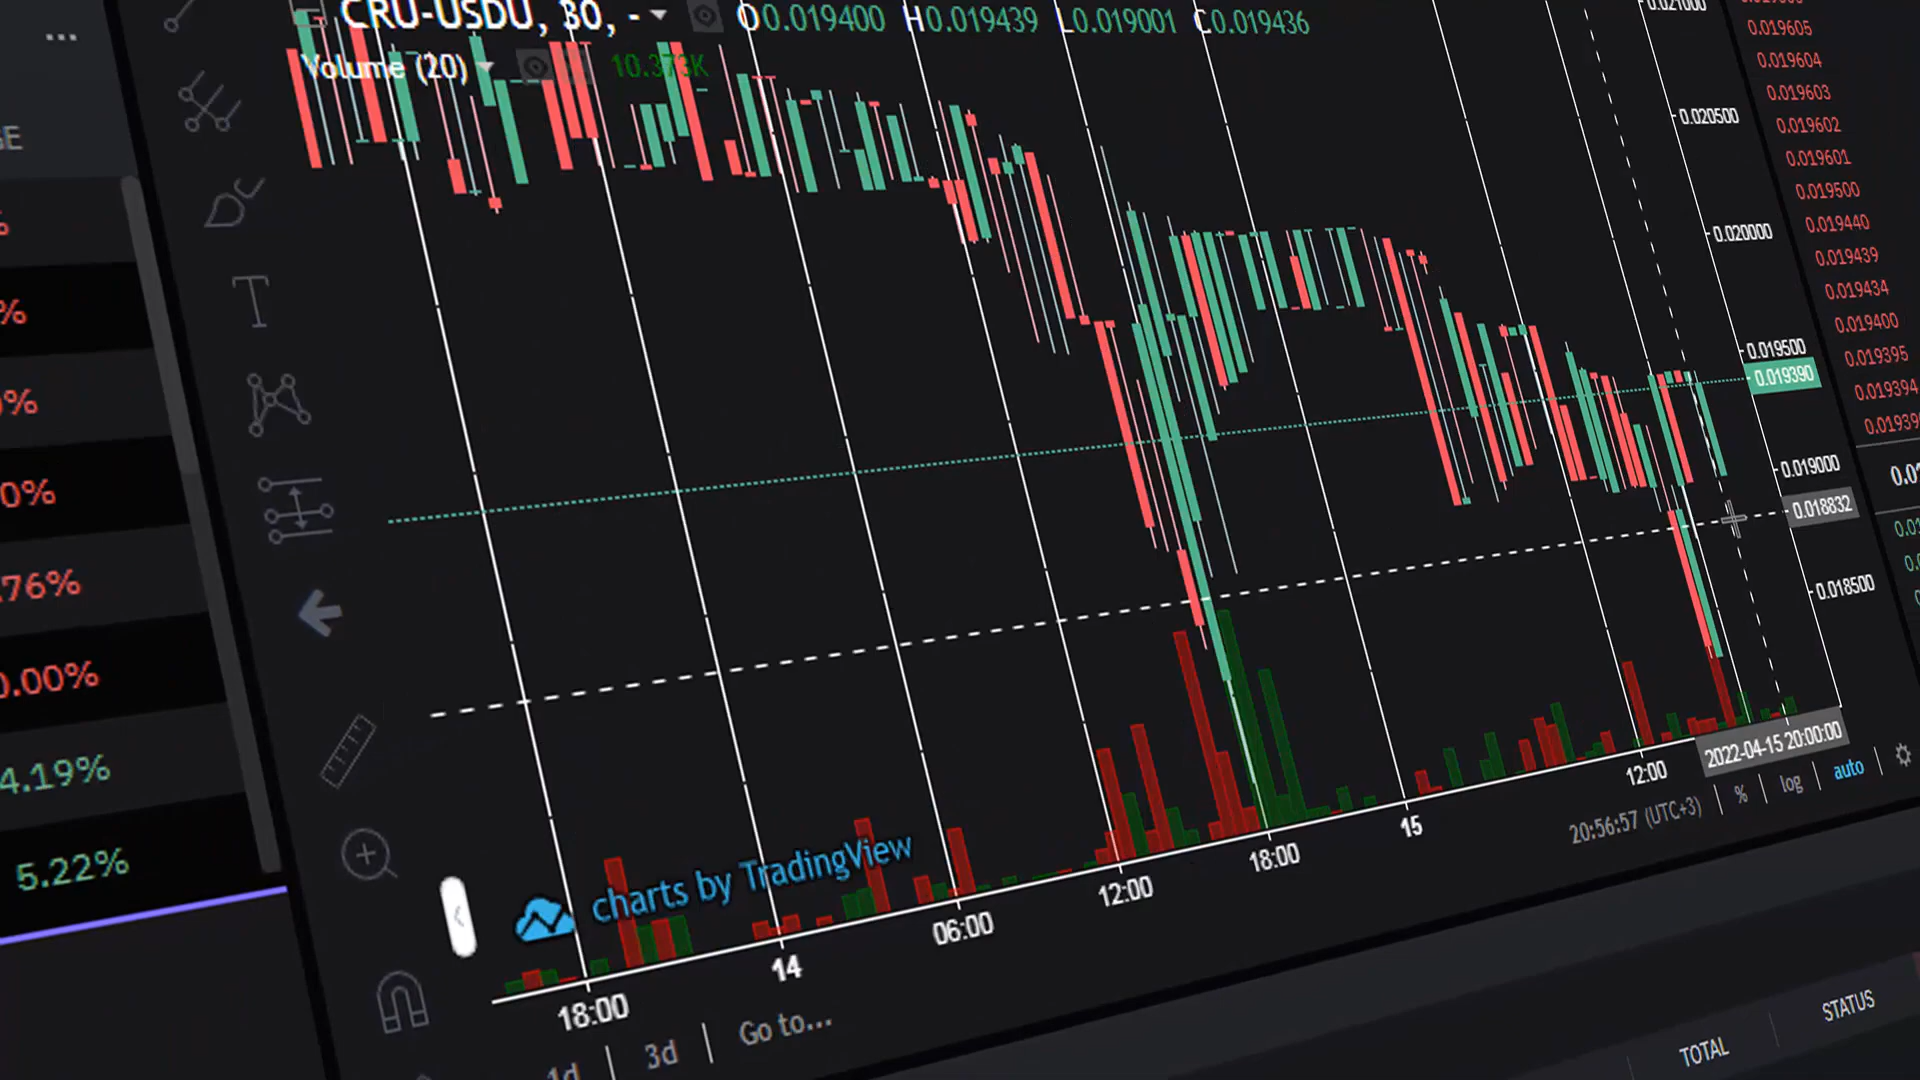 CRU-USDU, 30, -
O0.019400 H0.019439 L0.019001 C0.019436
Volume (20)
10.373K
GE
%
%
0%
0%
.76%
0.00%
4.19%
5.22%
0.021000
0.020500
0.020000
0.019500
0.019390
0.019000
0.018832
0.018500
0.019605
0.019604
0.019603
0.019602
0.019601
0.019500
0.019440
0.019439
0.019434
0.019400
0.019395
0.019394
charts by TradingView
18:00
14
06:00
12:00
18:00
15
12:00
2022-04-15 20:00:00
20:56:57 (UTC+3)
%
log
auto
1d
3d
Go to...
TOTAL
STATUS